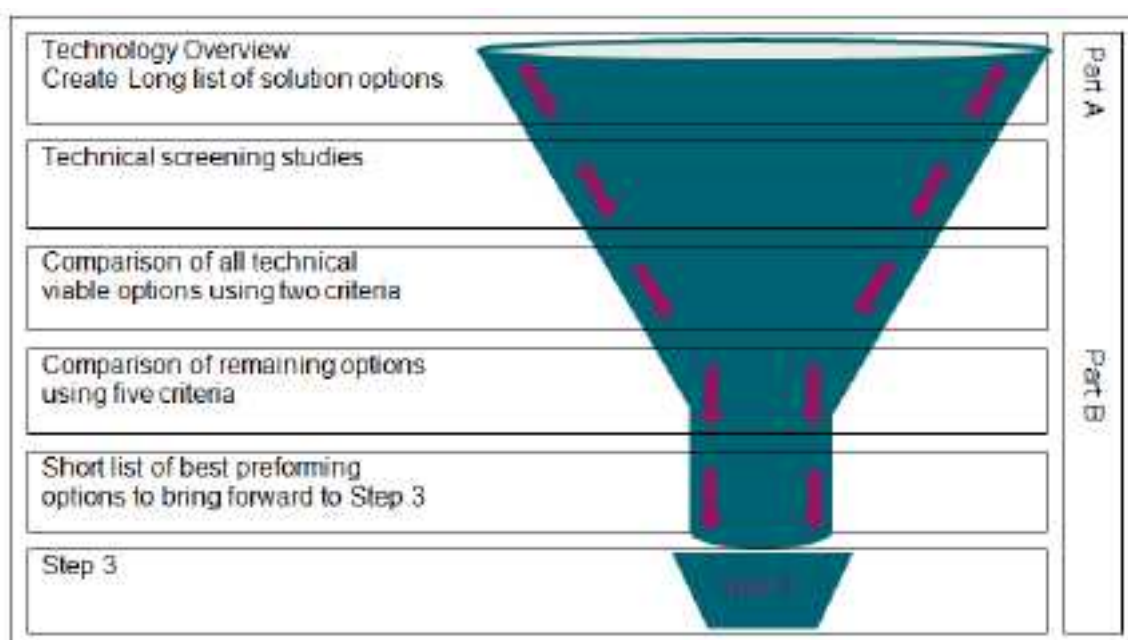 Technology Overview
Create Long list of solution options
Part A
Technical screening studies
Comparison of all technical
viable options using two criteria
Comparison of remaining options
using five criteria
Part B
Short list of best preforming
options to bring forward to Step 3
Step 3